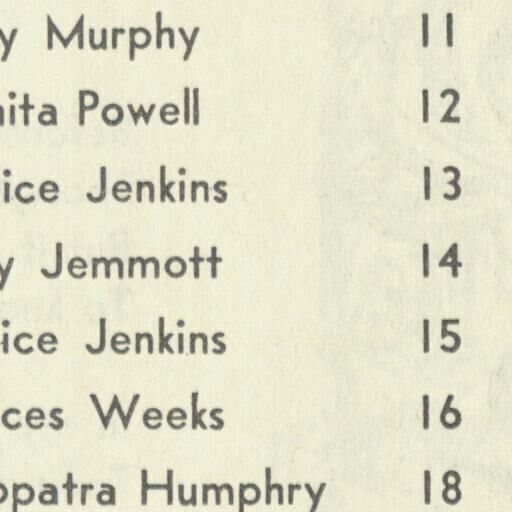 y Murphy 11
nita Powell 12
ice Jenkins 13
y Jemmott 14
ice Jenkins 15
ces Weeks 16
opatra Humphry 18